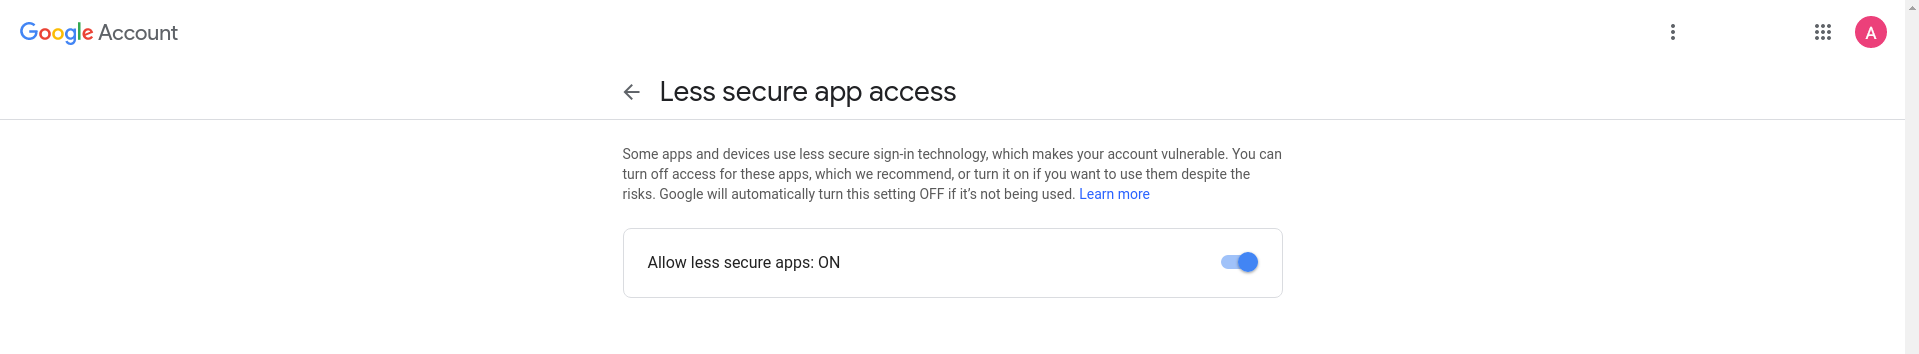 Google Account
A
Less secure app access
Some apps and devices use less secure sign-in technology, which makes your account vulnerable. You can
turn off access for these apps, which we recommend, or turn it on if you want to use them despite the
risks. Google will automatically turn this setting OFF if it’s not being used. Learn more
Allow less secure apps: ON